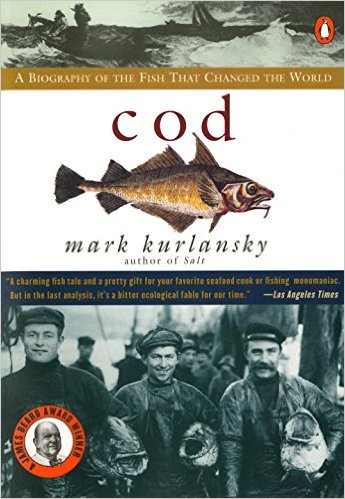 A Biography of the Fish That Changed the World
cod
mark kurlansky
author of Salt
"A charming fish tale and a pretty gift for your favorite seafood cook or fishing monomaniac.
But in the last analysis, it's a bitter ecological fable for our time." —Los Angeles Times
A JAMES BEARD AWARD WINNER